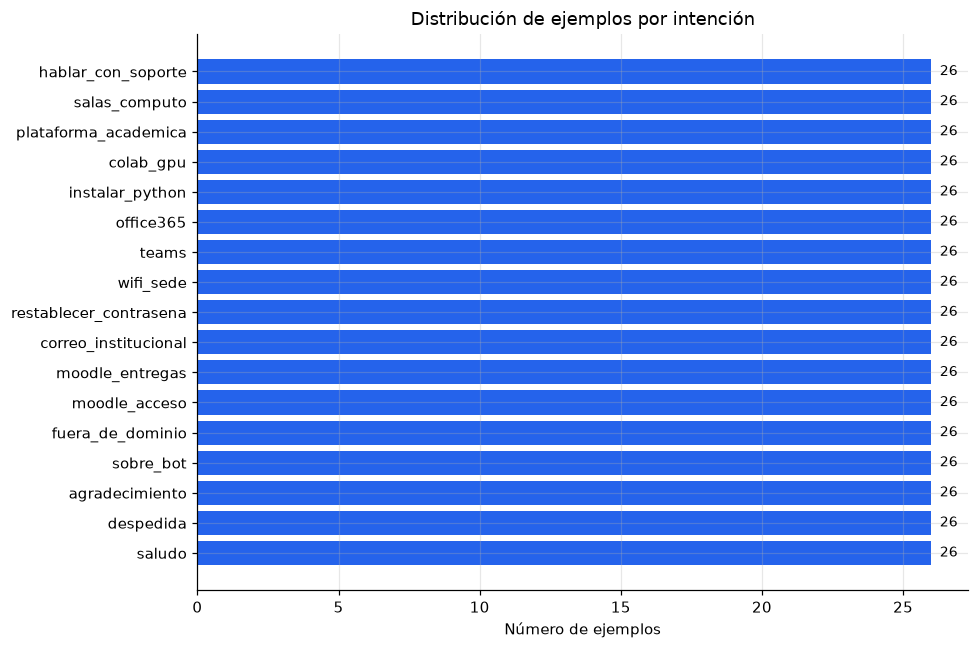 Distribución de ejemplos por intención
hablar_con_soporte 26
salas_computo 26
plataforma_academica 26
colab_gpu 26
instalar_python 26
office365 26
teams 26
wifi_sede 26
restablecer_contrasena 26
correo_institucional 26
moodle_entregas 26
moodle_acceso 26
fuera_de_dominio 26
sobre_bot 26
agradecimiento 26
despedida 26
saludo 26
0 5 10 15 20 25
Número de ejemplos